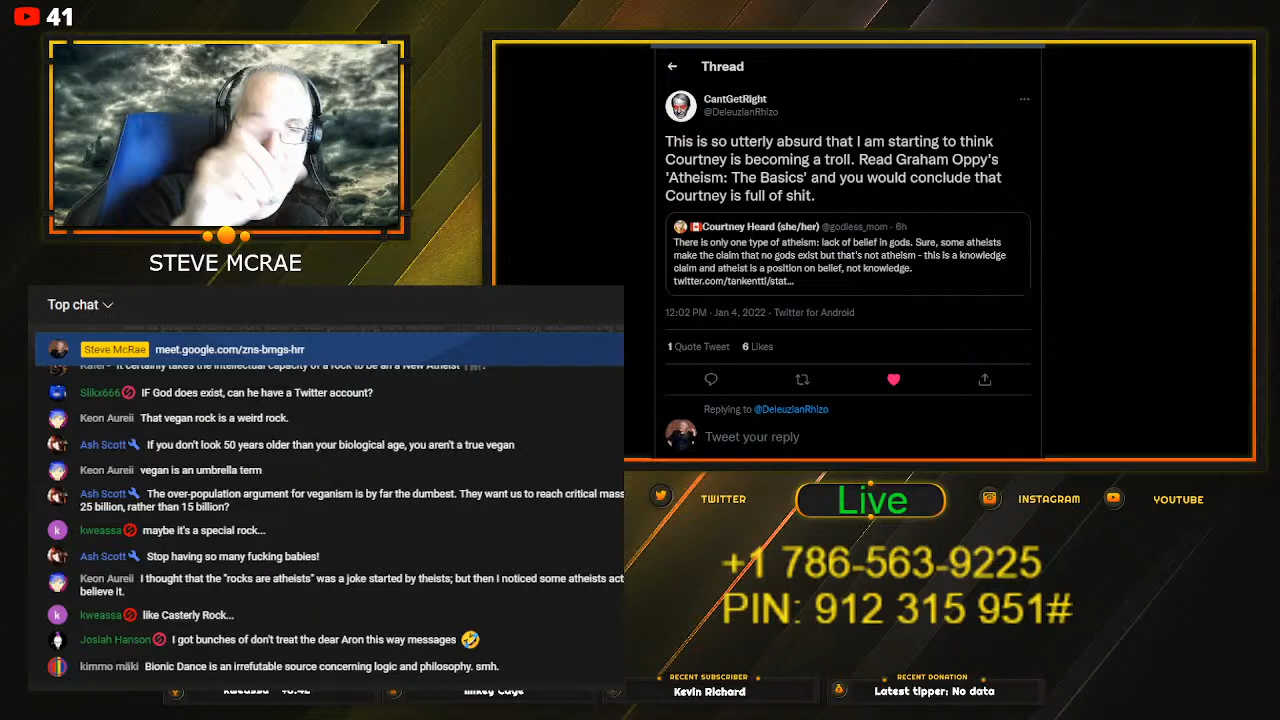 41
STEVE MCRAE
Top chat
Steve McRae meet.google.com/zns-bmgs-hrr
It certainly takes the intellectual capacity of a rock to be an a New Atheist
Slikx666 IF God does exist, can he have a Twitter account?
Keon Aureii That vegan rock is a weird rock.
Ash Scott If you don't look 50 years older than your biological age, you aren't a true vegan
Keon Aureii vegan is an umbrella term
Ash Scott The over-population argument for veganism is by far the dumbest. They want us to reach critical mass
25 billion, rather than 15 billion?
kweassa maybe it's a special rock...
Ash Scott Stop having so many fucking babies!
Keon Aureii I thought that the "rocks are atheists" was a joke started by theists; but then I noticed some atheists act
believe it.
kweassa like Casterly Rock...
Josiah Hanson I got bunches of don't treat the dear Aron this way messages 🤣
kimmo mäki Bionic Dance is an irrefutable source concerning logic and philosophy. smh.
Thread
CantGetRight
@DeleuzIanRhizo
This is so utterly absurd that I am starting to think
Courtney is becoming a troll. Read Graham Oppy's
'Atheism: The Basics' and you would conclude that
Courtney is full of shit.
🇨🇦Courtney Heard (she/her) @godless_mom · 6h
There is only one type of atheism: lack of belief in gods. Sure, some atheists
make the claim that no gods exist but that's not atheism - this is a knowledge
claim and atheist is a position on belief, not knowledge.
twitter.com/tankentti/stat...
12:02 PM · Jan 4, 2022 · Twitter for Android
1 Quote Tweet 6 Likes
Replying to @DeleuzIanRhizo
Tweet your reply
TWITTER
Live
INSTAGRAM
YOUTUBE
+1 786-563-9225
PIN: 912 315 951#
Mikey Cage
RECENT SUBSCRIBER
Kevin Richard
RECENT DONATION
Latest tipper: No data